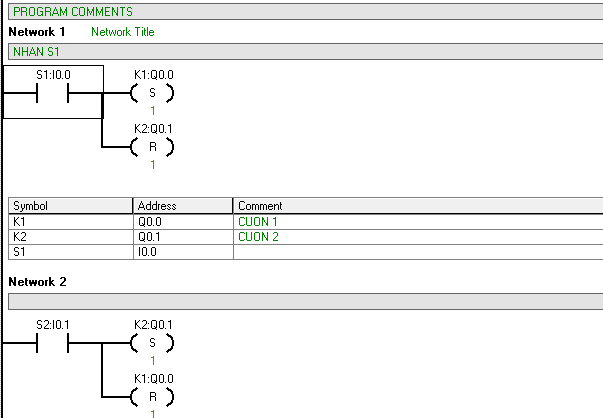 PROGRAM COMMENTS
Network 1 Network Title
NHAN S1
S1:I0.0 K1:Q0.0
S
1
K2:Q0.1
R
1
Symbol Address Comment
K1 Q0.0 CUON 1
K2 Q0.1 CUON 2
S1 I0.0
Network 2
S2:I0.1 K2:Q0.1
S
1
K1:Q0.0
R
1